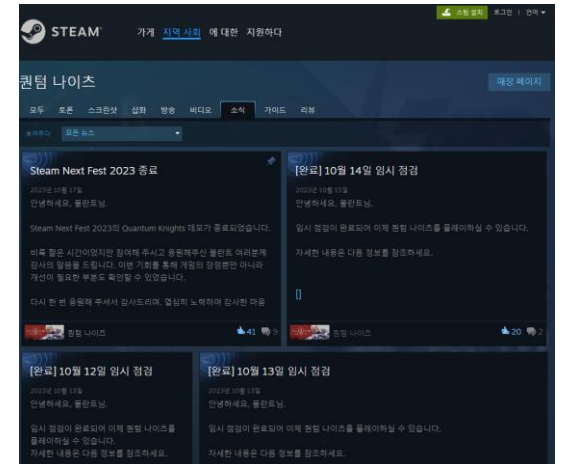 스팀 설치 로그인 | 언어
STEAM
가게 지역 사회 에 대한 지원하다
퀀텀 나이츠
매장 페이지
모두 토론 스크린샷 삽화 방송 비디오 소식 가이드 리뷰
모든 뉴스
Steam Next Fest 2023 종료
2023년 10월 17일
안녕하세요, 볼란트님.
Steam Next Fest 2023의 Quantum Knights 데모가 종료되었습니다.
비록 짧은 시간이었지만 참여해 주시고 응원해주신 볼란트 여러분께
감사의 말씀을 드립니다. 이번 기회를 통해 게임의 장점뿐만 아니라
개선이 필요한 부분도 확인할 수 있었습니다.
다시 한 번 응원해 주셔서 감사드리며, 열심히 노력하며 감사한 마음
퀀텀 나이츠
41 9
[완료] 10월 14일 임시 점검
2023년 10월 15일
안녕하세요, 볼란트님.
임시 점검이 완료되어 이제 퀀텀 나이츠를 플레이하실 수 있습니다.
자세한 내용은 다음 정보를 참조하세요.
[]
퀀텀 나이츠
20 2
[완료] 10월 12일 임시 점검
2023년 10월 13일
안녕하세요, 볼란트님.
임시 점검이 완료되어 이제 퀀텀 나이츠를
플레이하실 수 있습니다.
자세한 내용은 다음 정보를 참조하세요.
[완료] 10월 13일 임시 점검
2023년 10월 13일
안녕하세요, 볼란트님.
임시 점검이 완료되어 이제 퀀텀 나이츠를 플레이하실 수 있습니다.
자세한 내용은 다음 정보를 참조하세요.